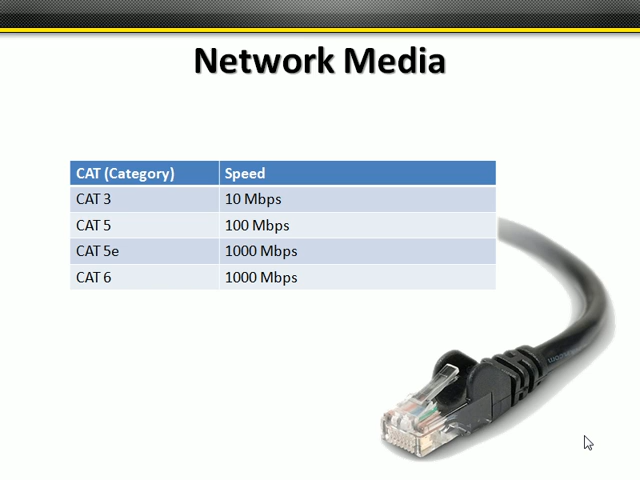 Network Media
CAT (Category) Speed
CAT 3 10 Mbps
CAT 5 100 Mbps
CAT 5e 1000 Mbps
CAT 6 1000 Mbps